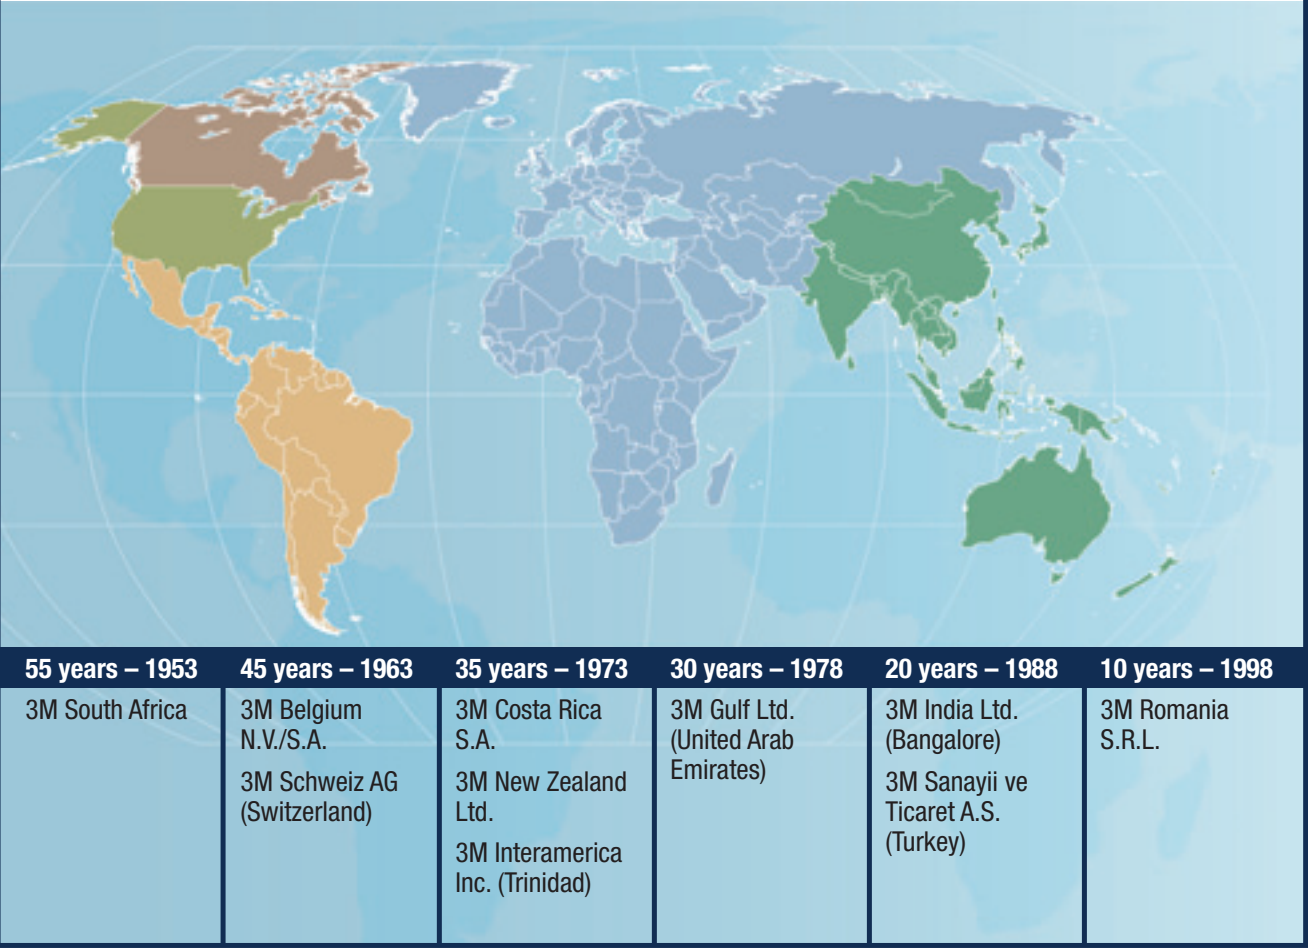 55 years – 1953
3M South Africa
45 years – 1963
3M Belgium
N.V./S.A.
3M Schweiz AG
(Switzerland)
35 years – 1973
3M Costa Rica
S.A.
3M New Zealand
Ltd.
3M Interamerica
Inc. (Trinidad)
30 years – 1978
3M Gulf Ltd.
(United Arab
Emirates)
20 years – 1988
3M India Ltd.
(Bangalore)
3M Sanayii ve
Ticaret A.S.
(Turkey)
10 years – 1998
3M Romania
S.R.L.